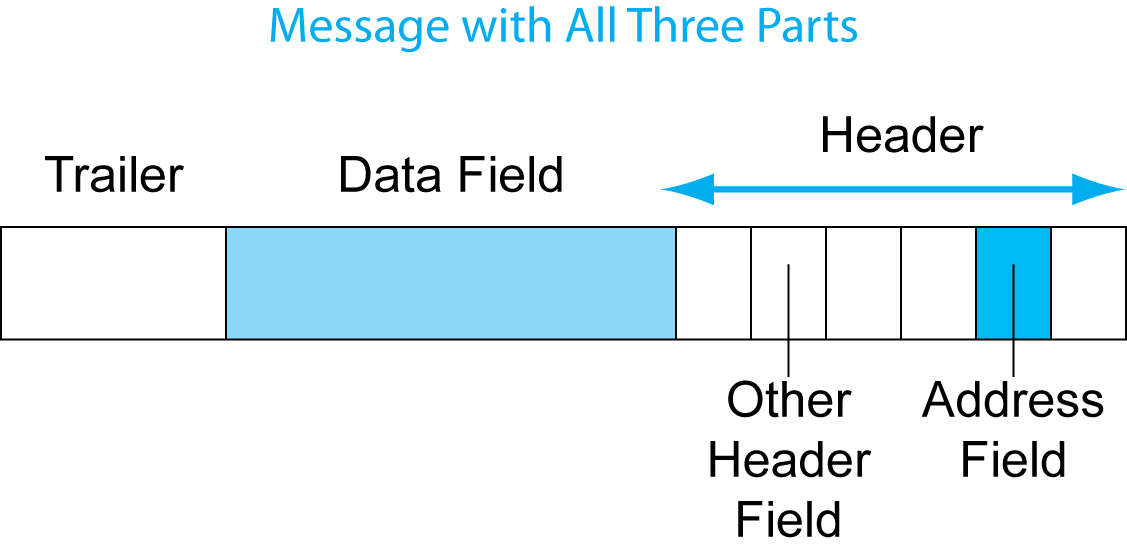 Message with All Three Parts
Header
Trailer
Data Field
Other
Header
Field
Address
Field